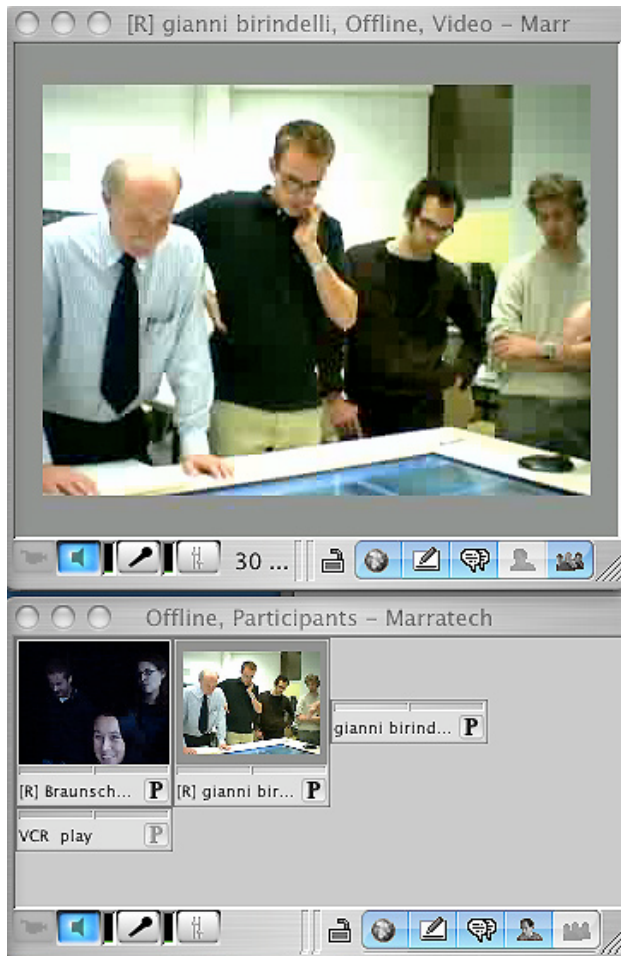 [R] gianni birindelli, Offline, Video – Marr
30 ...
Offline, Participants – Marratech
gianni birind... P
[R] Braunsch... P
[R] gianni bir... P
VCR play P